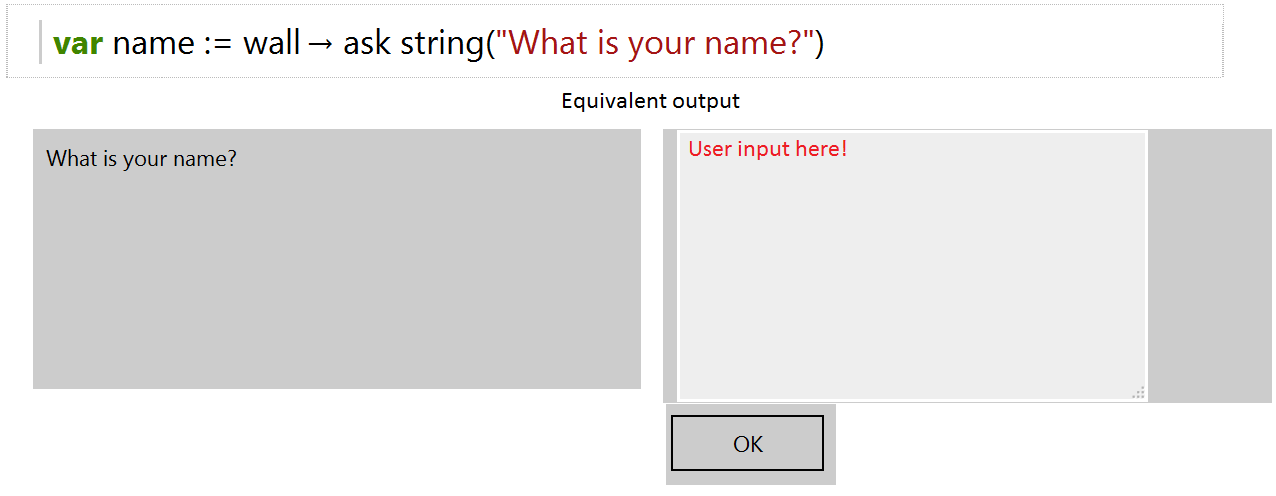 var name := wall → ask string("What is your name?")
Equivalent output
What is your name?
User input here!
OK